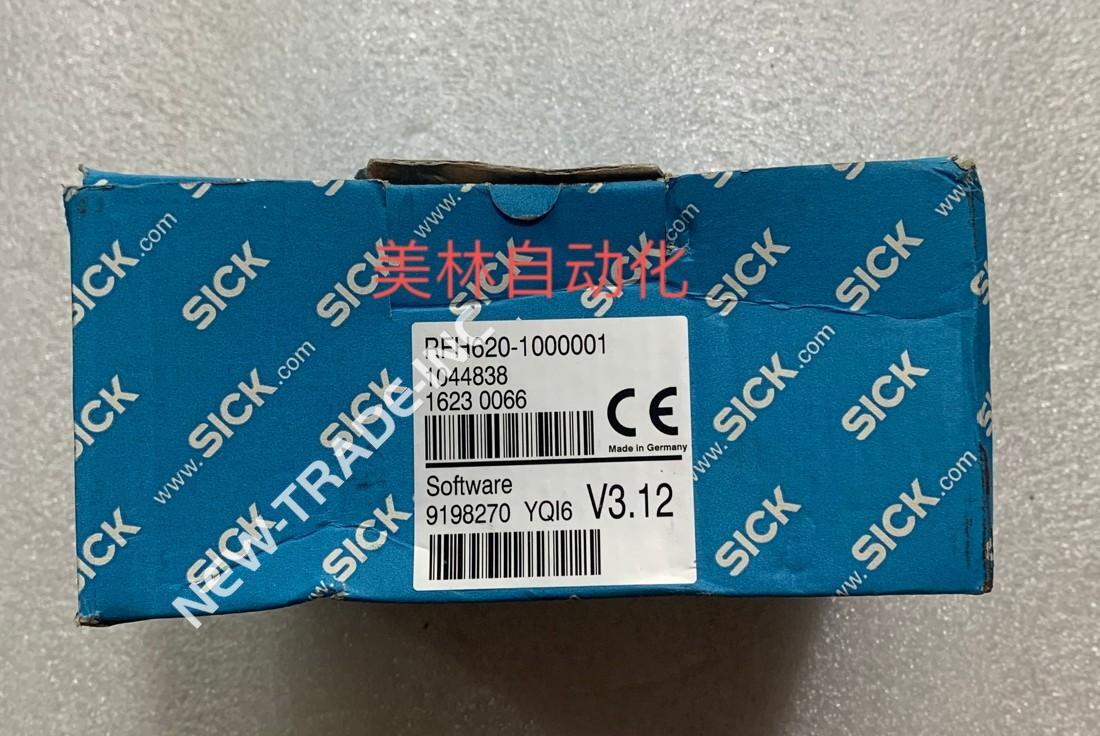 www.SICK.com
美林自动化
RFH620-1000001
1044838
1623 0066
CE
Made in Germany
Software
9198270 YQI6 V3.12
NEW-TRADE-INC